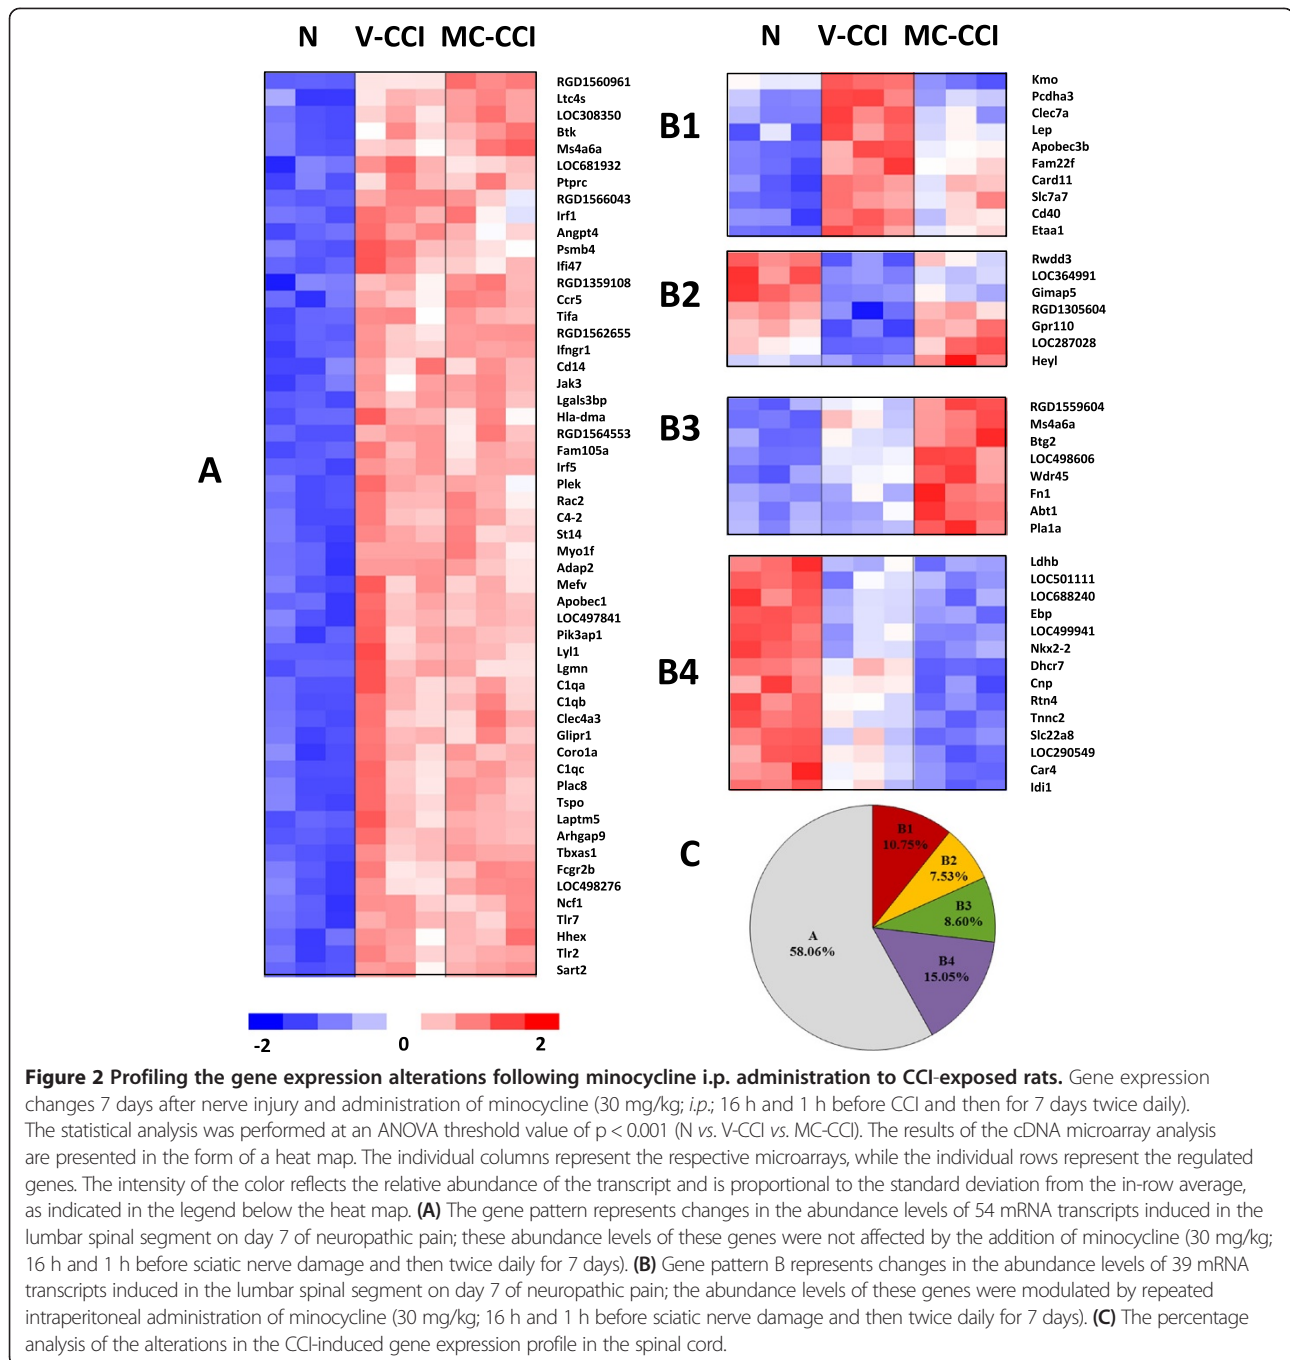 N V-CCI MC-CCI
A
RGD1560961
Ltc4s
LOC308350
Btk
Ms4a6a
LOC681932
Ptprc
RGD1566043
Irf1
Angpt4
Psmb4
Ifi47
RGD1359108
Ccr5
Tifa
RGD1562655
Ifngr1
Cd14
Jak3
Lgals3bp
Hla-dma
RGD1564553
Fam105a
Irf5
Plek
Rac2
C4-2
St14
Myo1f
Adap2
Mefv
Apobec1
LOC497841
Pik3ap1
Lyl1
Lgmn
C1qa
C1qb
Clec4a3
Glipr1
Coro1a
C1qc
Plac8
Tspo
Laptm5
Arhgap9
Tbxas1
Fcgr2b
LOC498276
Ncf1
Tlr7
Hhex
Tlr2
Sart2
-2 0 2
N V-CCI MC-CCI
B1
Kmo
Pcdha3
Clec7a
Lep
Apobec3b
Fam22f
Card11
Slc7a7
Cd40
Etaa1
B2
Rwdd3
LOC364991
Gimap5
RGD1305604
Gpr110
LOC287028
Heyl
B3
RGD1559604
Ms4a6a
Btg2
LOC498606
Wdr45
Fn1
Abt1
Pla1a
B4
Ldhb
LOC501111
LOC688240
Ebp
LOC499941
Nkx2-2
Dhcr7
Cnp
Rtn4
Tnnc2
Slc22a8
LOC290549
Car4
Idi1
C
B1
10.75%
B2
7.53%
B3
8.60%
B4
15.05%
A
58.06%
Figure 2 Profiling the gene expression alterations following minocycline i.p. administration to CCI-exposed rats. Gene expression
changes 7 days after nerve injury and administration of minocycline (30 mg/kg; i.p.; 16 h and 1 h before CCI and then for 7 days twice daily).
The statistical analysis was performed at an ANOVA threshold value of p < 0.001 (N vs. V-CCI vs. MC-CCI). The results of the cDNA microarray analysis
are presented in the form of a heat map. The individual columns represent the respective microarrays, while the individual rows represent the regulated
genes. The intensity of the color reflects the relative abundance of the transcript and is proportional to the standard deviation from the in-row average,
as indicated in the legend below the heat map. (A) The gene pattern represents changes in the abundance levels of 54 mRNA transcripts induced in the
lumbar spinal segment on day 7 of neuropathic pain; these abundance levels of these genes were not affected by the addition of minocycline (30 mg/kg;
16 h and 1 h before sciatic nerve damage and then twice daily for 7 days). (B) Gene pattern B represents changes in the abundance levels of 39 mRNA
transcripts induced in the lumbar spinal segment on day 7 of neuropathic pain; the abundance levels of these genes were modulated by repeated
intraperitoneal administration of minocycline (30 mg/kg; 16 h and 1 h before sciatic nerve damage and then twice daily for 7 days). (C) The percentage
analysis of the alterations in the CCI-induced gene expression profile in the spinal cord.